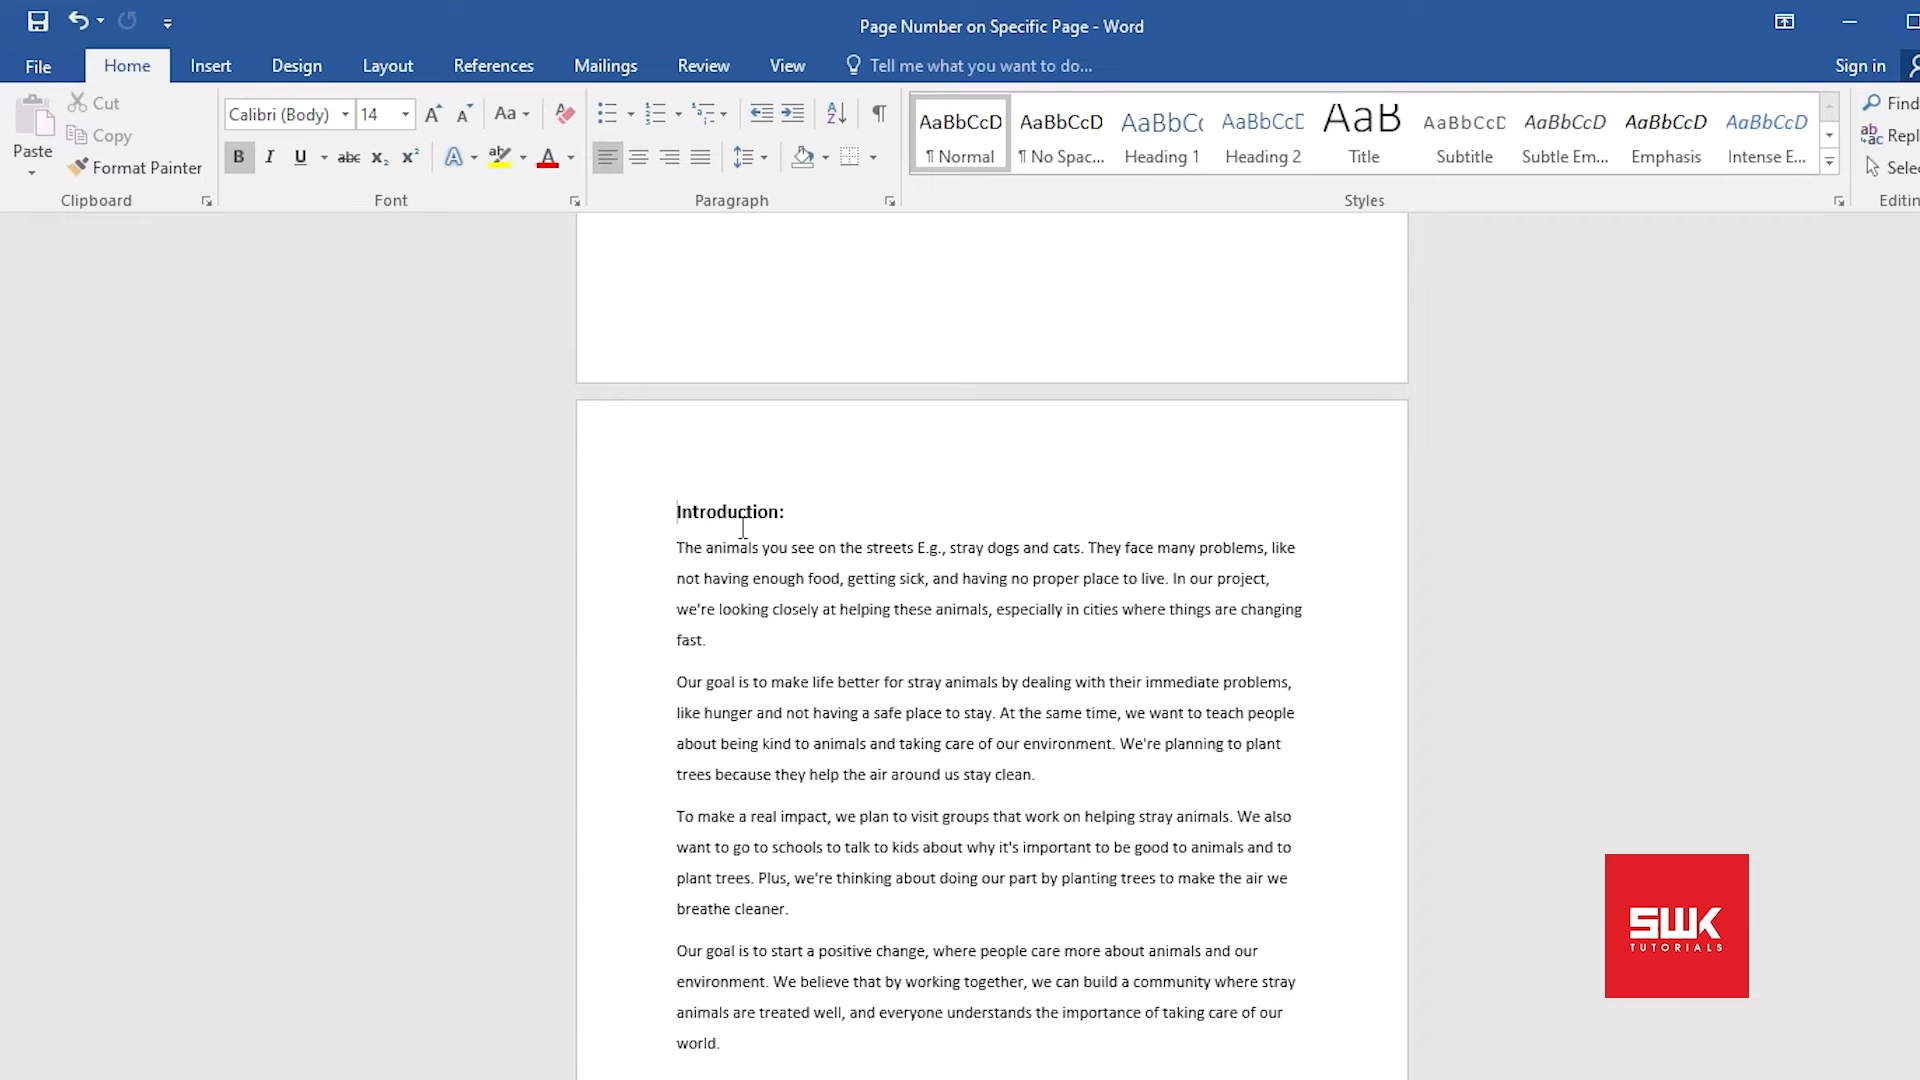 Page Number on Specific Page - Word
File Home Insert Design Layout References Mailings Review View Tell me what you want to do... Sign in
Cut
Copy
Format Painter
Paste
Clipboard
Calibri (Body) 14 Aa
B I U abc x₂ x² A A
Font
Paragraph
AaBbCcD AaBbCcD AaBbC AaBbCcD AaB AaBbCcD AaBbCcD AaBbCcD AaBbCcD
¶ Normal ¶ No Spac... Heading 1 Heading 2 Title Subtitle Subtle Em... Emphasis Intense E...
Styles
Find
Repl
Selec
Editin
Introduction:
The animals you see on the streets E.g., stray dogs and cats. They face many problems, like
not having enough food, getting sick, and having no proper place to live. In our project,
we're looking closely at helping these animals, especially in cities where things are changing
fast.
Our goal is to make life better for stray animals by dealing with their immediate problems,
like hunger and not having a safe place to stay. At the same time, we want to teach people
about being kind to animals and taking care of our environment. We're planning to plant
trees because they help the air around us stay clean.
To make a real impact, we plan to visit groups that work on helping stray animals. We also
want to go to schools to talk to kids about why it's important to be good to animals and to
plant trees. Plus, we're thinking about doing our part by planting trees to make the air we
breathe cleaner.
Our goal is to start a positive change, where people care more about animals and our
environment. We believe that by working together, we can build a community where stray
animals are treated well, and everyone understands the importance of taking care of our
world.
SWK
TUTORIALS